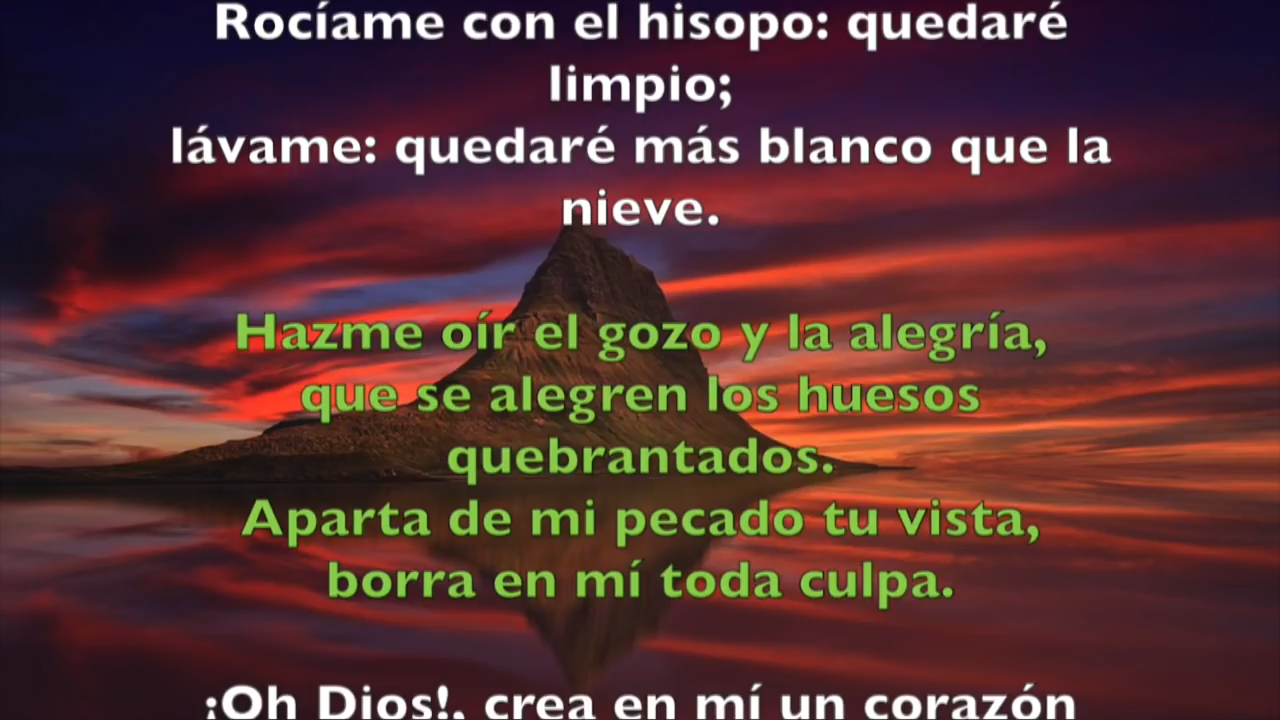 Rocíame con el hisopo: quedaré
limpio;
lávame: quedaré más blanco que la
nieve.
Hazme oír el gozo y la alegría,
que se alegren los huesos
quebrantados.
Aparta de mi pecado tu vista,
borra en mí toda culpa.
¡Oh Dios!, crea en mí un corazón